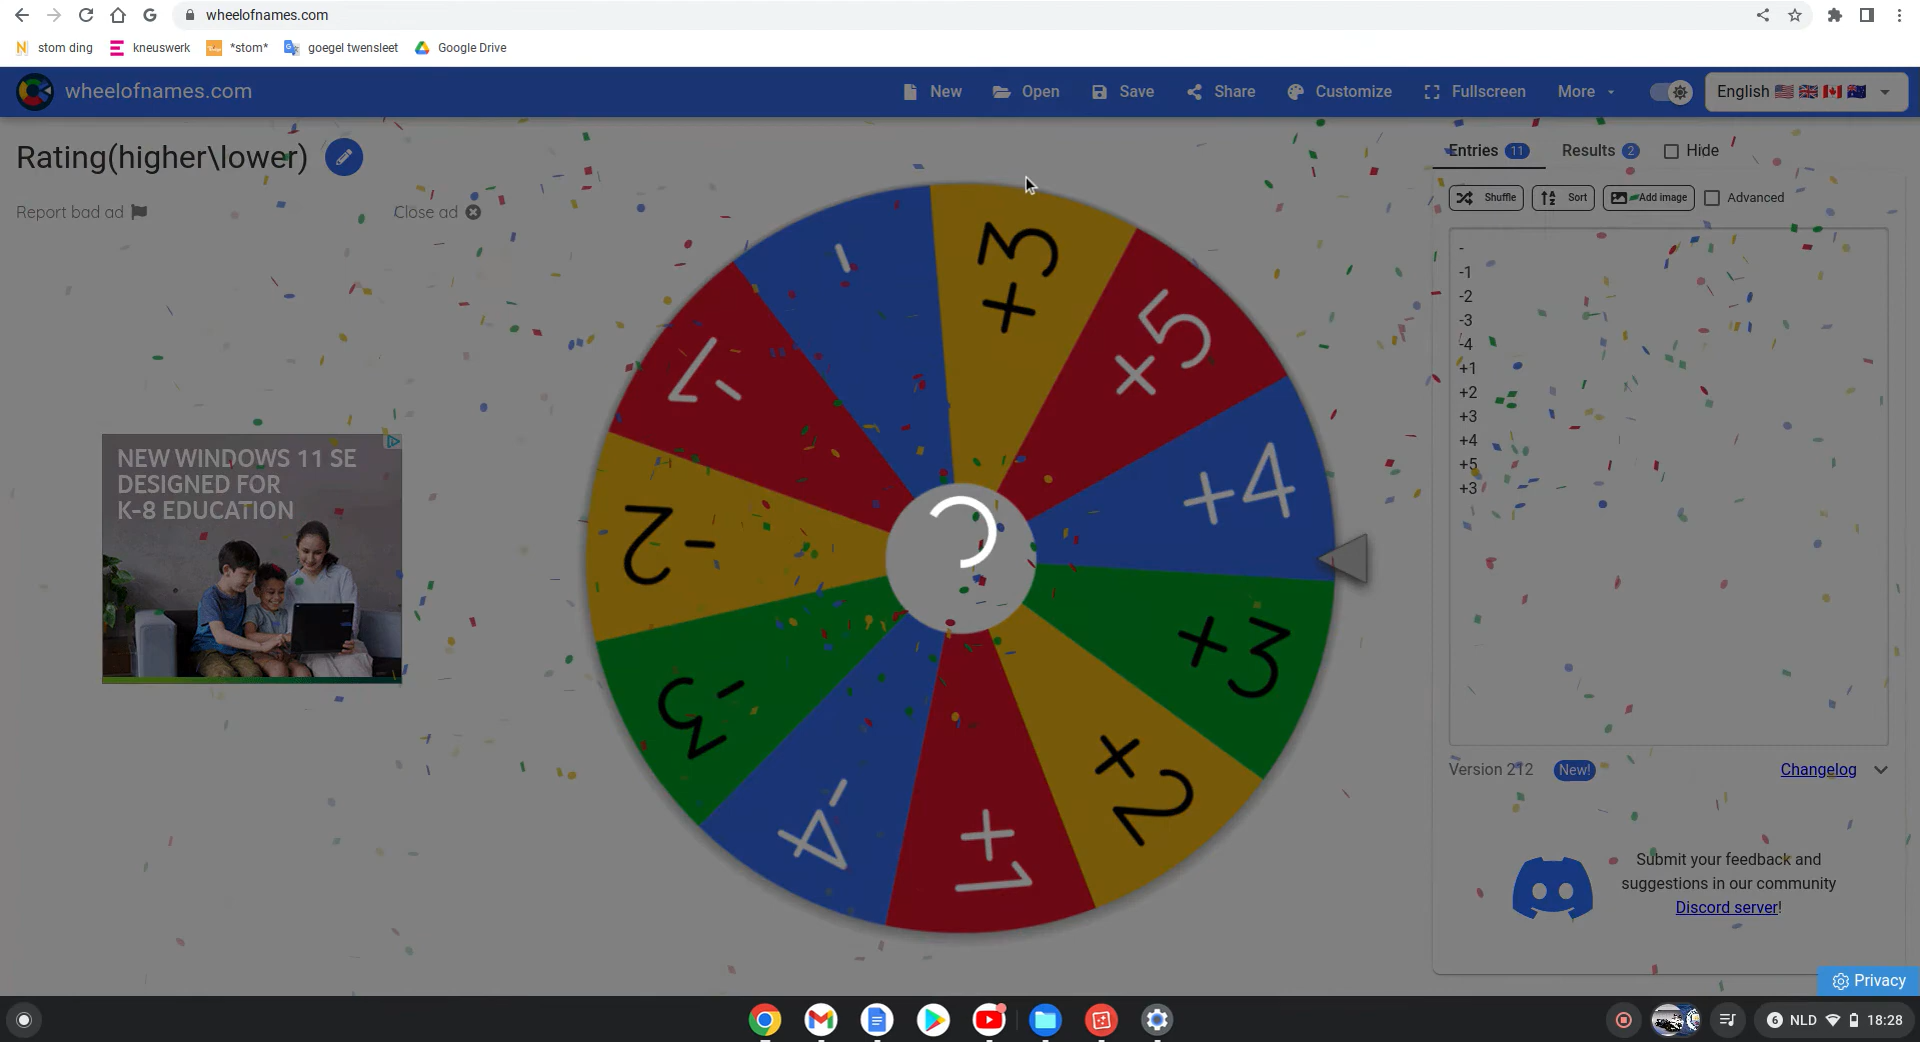 wheelofnames.com
stom ding
kneuswerk
*stom*
goegel twensleet
Google Drive
wheelofnames.com
New
Open
Save
Share
Customize
Fullscreen
More
English
Rating(higher\lower)
Report bad ad
Close ad
Entries 11
Results 2
Hide
Shuffle
Sort
Add image
Advanced
-
-1
-2
-3
-4
+1
+2
+3
+4
+5
+3
NEW WINDOWS 11 SE
DESIGNED FOR
K-8 EDUCATION
-
+3
+5
+4
+3
+2
+1
-4
-3
-2
-1
Version 212
New!
Changelog
Submit your feedback and
suggestions in our community
Discord server!
Privacy
6 NLD 18:28